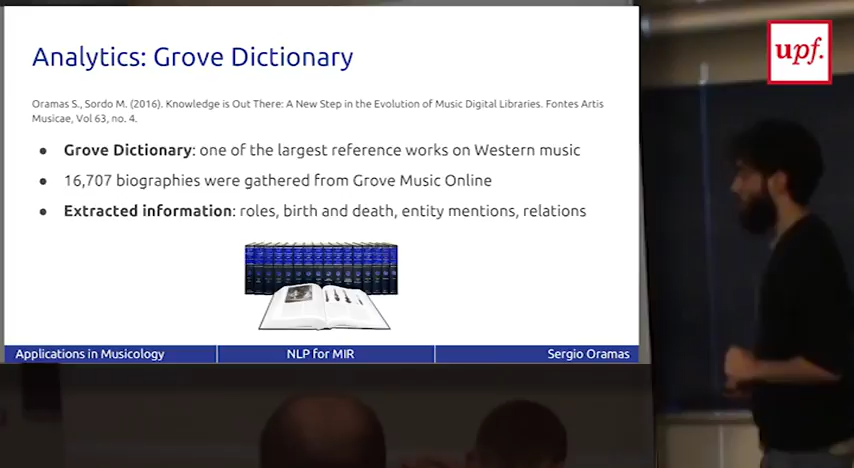 Analytics: Grove Dictionary
upf.
Oramas S., Sordo M. (2016). Knowledge is Out There: A New Step in the Evolution of Music Digital Libraries. Fontes Artis
Musicae, Vol 63, no. 4.
● Grove Dictionary: one of the largest reference works on Western music
● 16,707 biographies were gathered from Grove Music Online
● Extracted information: roles, birth and death, entity mentions, relations
Applications in Musicology
NLP for MIR
Sergio Oramas